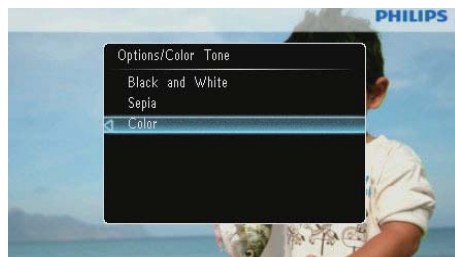 PHILIPS
Options/Color Tone
Black and White
Sepia
Color